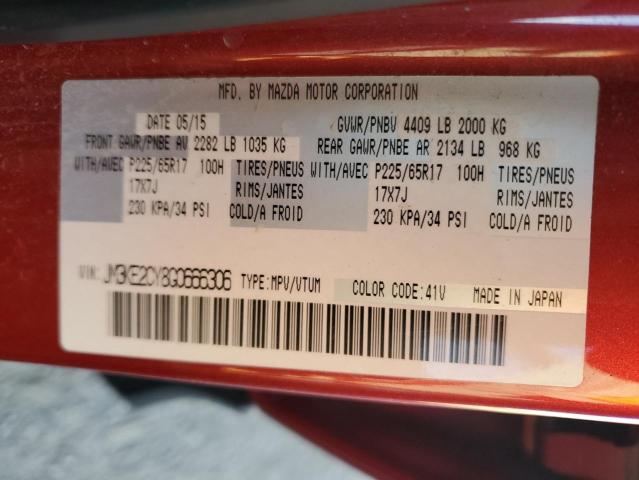 MFD. BY MAZDA MOTOR CORPORATION
DATE 05/15 GVWR/PNBV 4409 LB 2000 KG
FRONT GAWR/PNBE AV 2282 LB 1035 KG REAR GAWR/PNBE AR 2134 LB 968 KG
WITH/AVEC P225/65R17 100H TIRES/PNEUS WITH/AVEC P225/65R17 100H TIRES/PNEUS
17X7J RIMS/JANTES 17X7J RIMS/JANTES
230 KPA/34 PSI COLD/A FROID 230 KPA/34 PSI COLD/A FROID
VIN: JM3KE2CY8G0666306 TYPE:MPV/VTUM COLOR CODE:41V MADE IN JAPAN